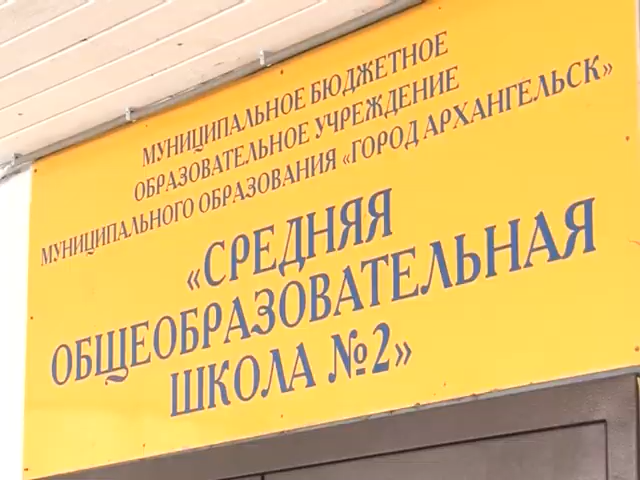 МУНИЦИПАЛЬНОЕ БЮДЖЕТНОЕ
ОБРАЗОВАТЕЛЬНОЕ УЧРЕЖДЕНИЕ
МУНИЦИПАЛЬНОГО ОБРАЗОВАНИЯ «ГОРОД АРХАНГЕЛЬСК»
«СРЕДНЯЯ
ОБЩЕОБРАЗОВАТЕЛЬНАЯ
ШКОЛА №2»